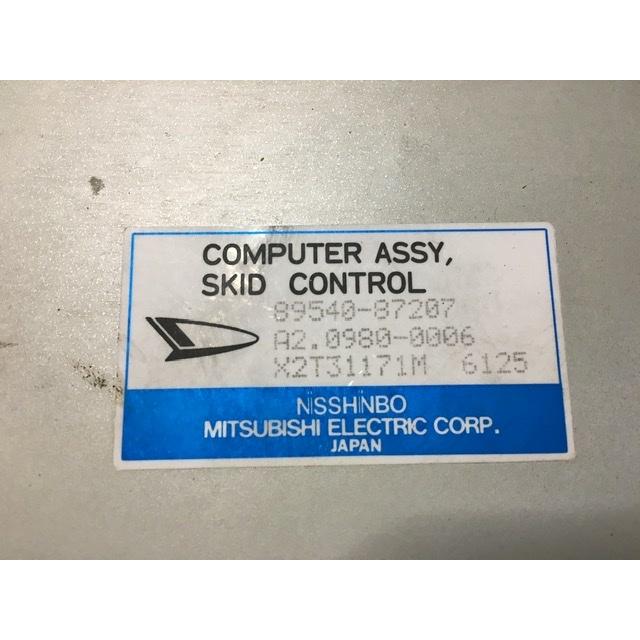 COMPUTER ASSY,
SKID CONTROL
89540-87207
A2.0980-0006
X2T31171M 6125
NISSHINBO
MITSUBISHI ELECTRIC CORP.
JAPAN